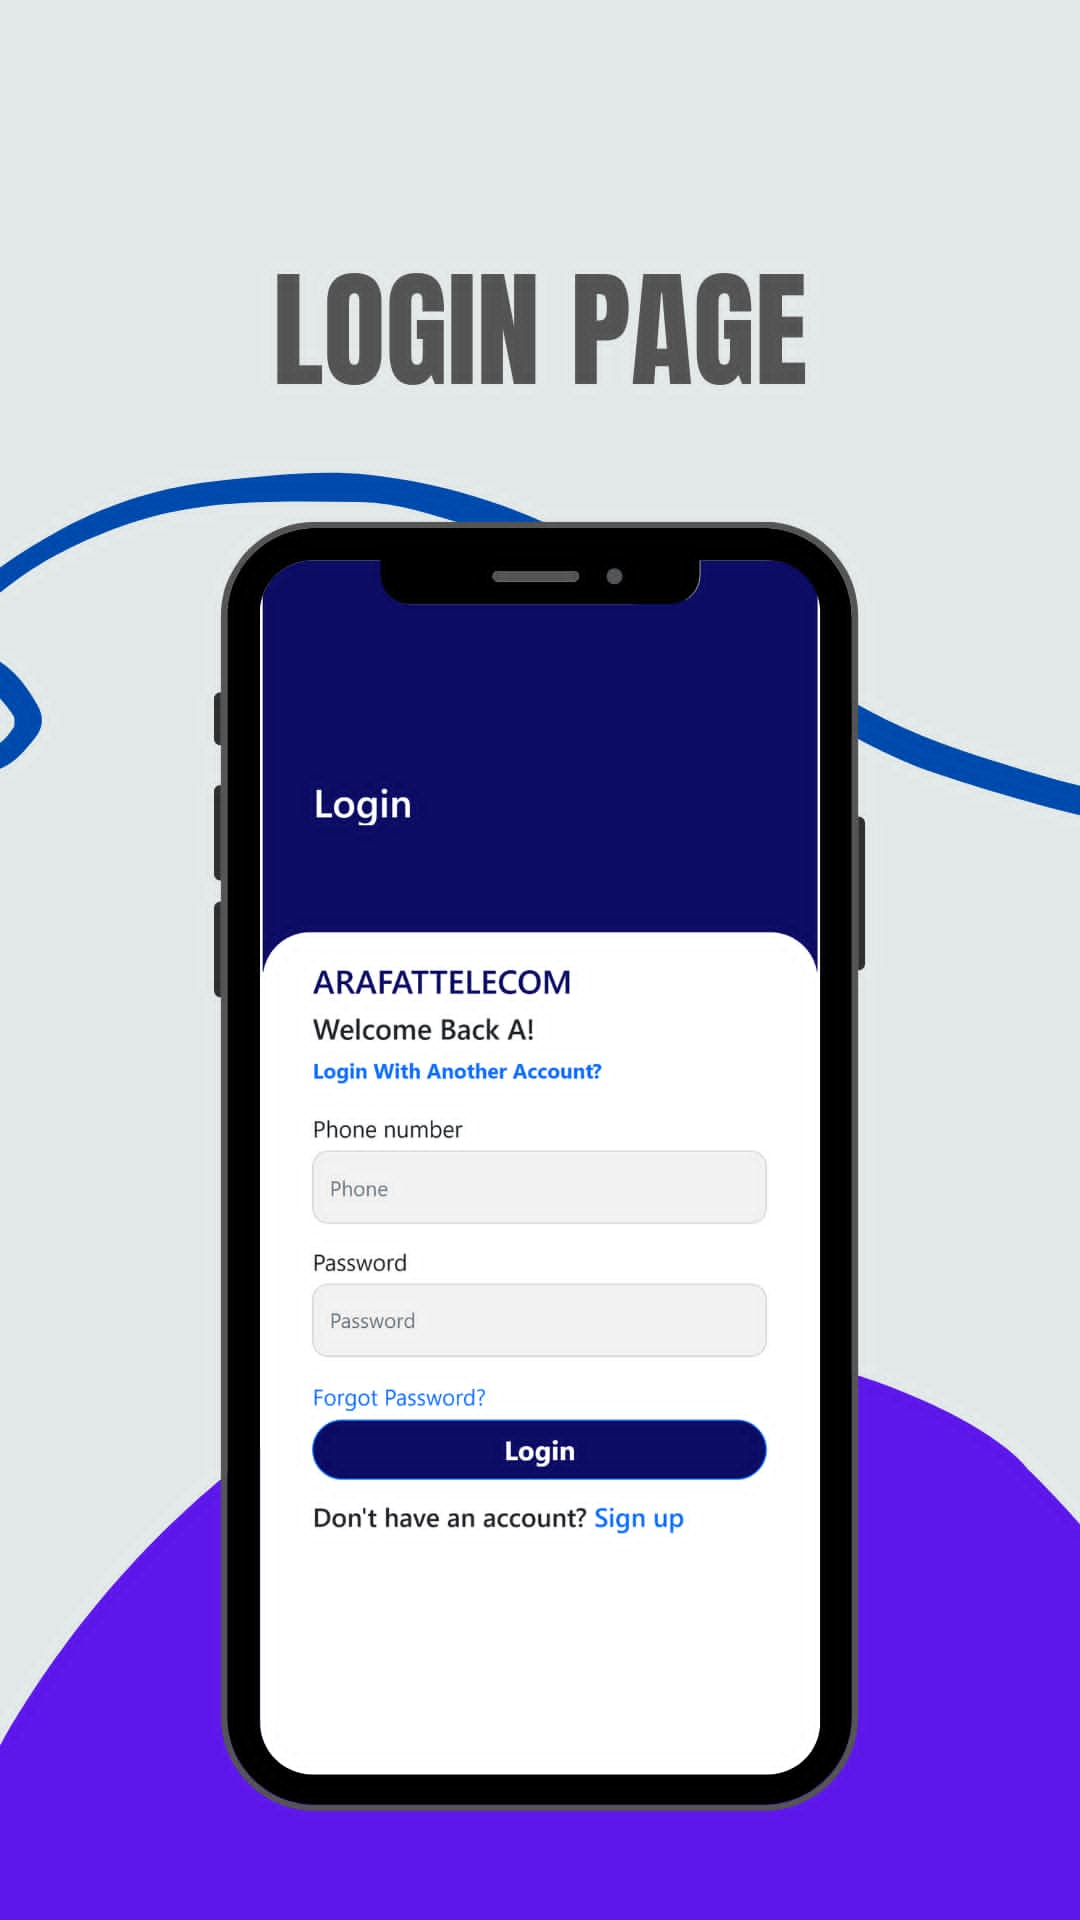 LOGIN PAGE
Login
ARAFATTELECOM
Welcome Back A!
Login With Another Account?
Phone number
Phone
Password
Password
Forgot Password?
Login
Don't have an account? Sign up